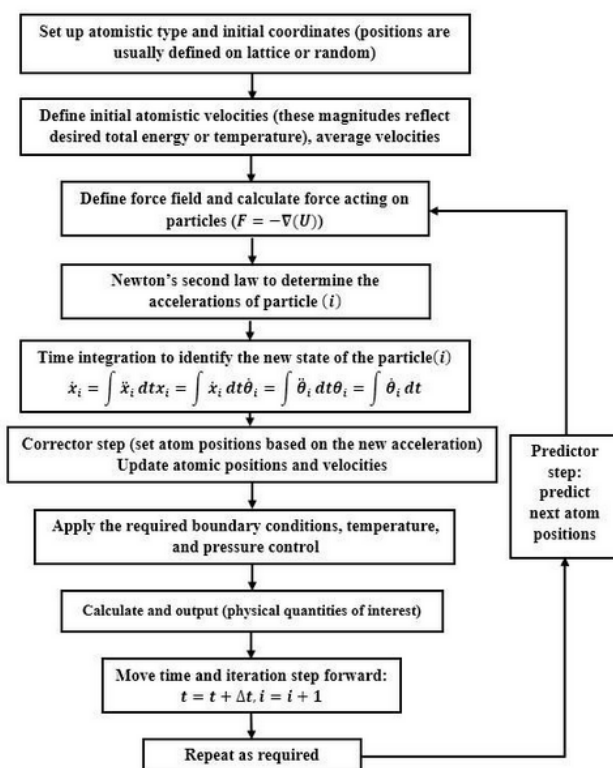 Set up atomistic type and initial coordinates (positions are
usually defined on lattice or random)
Define initial atomistic velocities (these magnitudes reflect
desired total energy or temperature), average velocities
Define force field and calculate force acting on
particles (F = −∇(U))
Newton's second law to determine the
accelerations of particle (i)
Time integration to identify the new state of the particle(i)
ẋᵢ = ∫ ẍᵢ dtxᵢ = ∫ ẋᵢ dtθ̇ᵢ = ∫ θ̈ᵢ dtθᵢ = ∫ θ̇ᵢ dt
Corrector step (set atom positions based on the new acceleration)
Update atomic positions and velocities
Apply the required boundary conditions, temperature,
and pressure control
Calculate and output (physical quantities of interest)
Move time and iteration step forward:
t = t + Δt, i = i + 1
Repeat as required
Predictor
step:
predict
next atom
positions